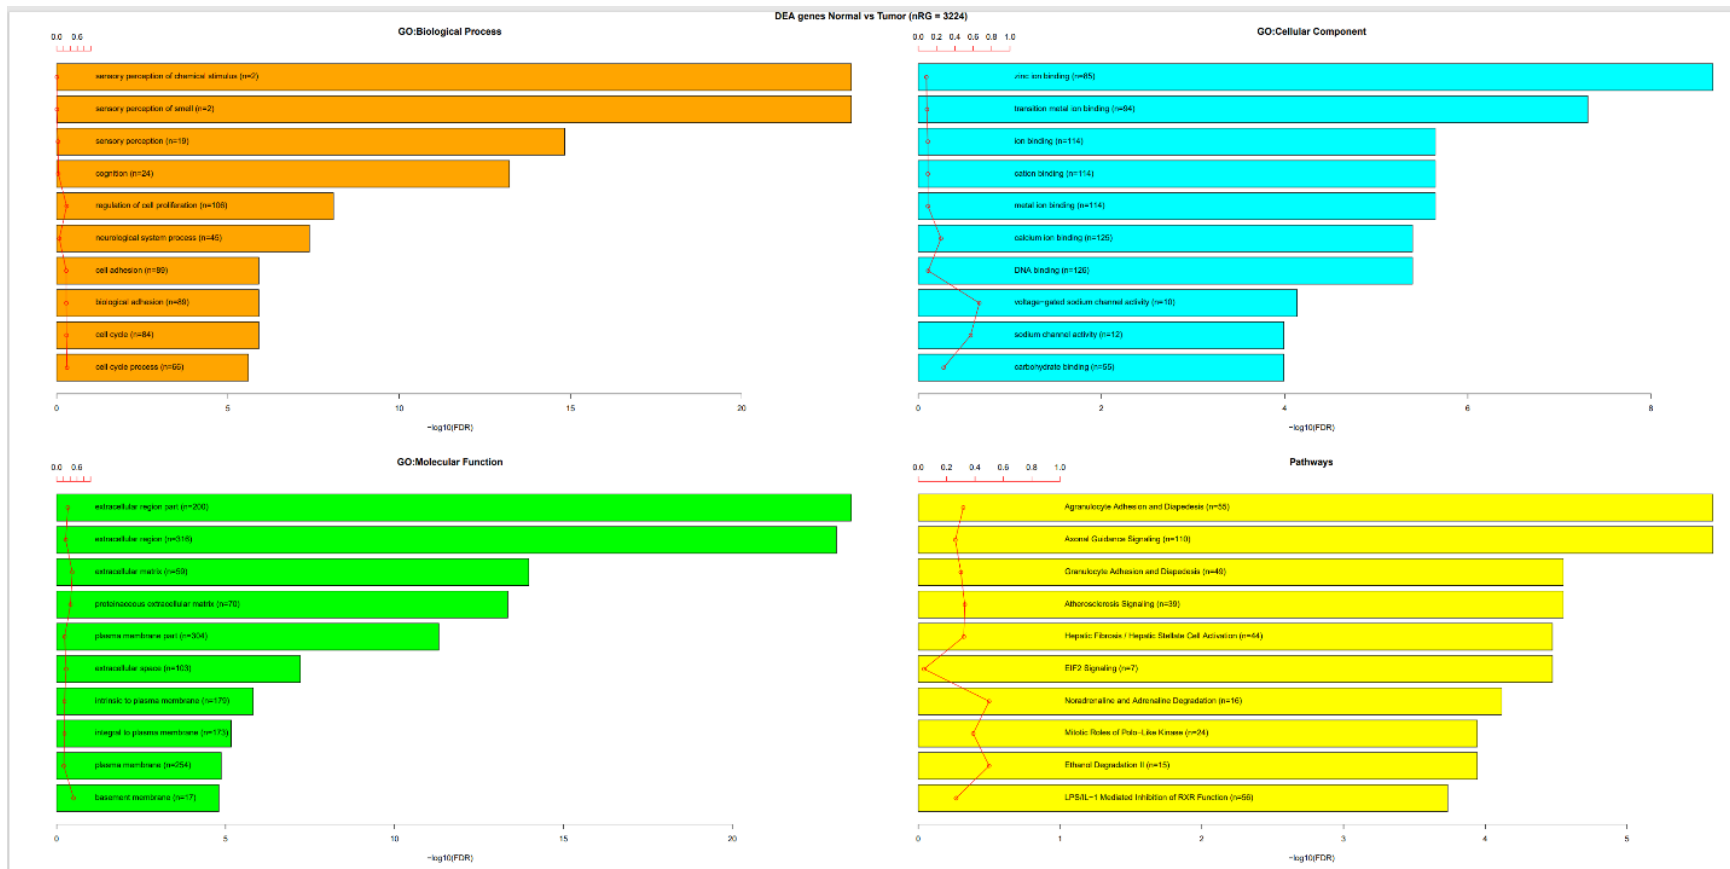 DEA genes Normal vs Tumor (nRG = 3224)
GO:Biological Process
0.0 0.6
sensory perception of chemical stimulus (n=2)
sensory perception of smell (n=2)
sensory perception (n=19)
cognition (n=24)
regulation of cell proliferation (n=106)
neurological system process (n=45)
cell adhesion (n=89)
biological adhesion (n=89)
cell cycle (n=84)
cell cycle process (n=66)
0 5 10 15 20
−log10(FDR)
GO:Cellular Component
0.0 0.2 0.4 0.6 0.8 1.0
zinc ion binding (n=85)
transition metal ion binding (n=94)
ion binding (n=114)
cation binding (n=114)
metal ion binding (n=114)
calcium ion binding (n=126)
DNA binding (n=126)
voltage−gated sodium channel activity (n=10)
sodium channel activity (n=12)
carbohydrate binding (n=55)
0 2 4 6 8
−log10(FDR)
GO:Molecular Function
0.0 0.6
extracellular region part (n=200)
extracellular region (n=316)
extracellular matrix (n=59)
proteinaceous extracellular matrix (n=70)
plasma membrane part (n=304)
extracellular space (n=103)
intrinsic to plasma membrane (n=179)
integral to plasma membrane (n=173)
plasma membrane (n=254)
basement membrane (n=17)
0 5 10 15 20
−log10(FDR)
Pathways
0.0 0.2 0.4 0.6 0.8 1.0
Agranulocyte Adhesion and Diapedesis (n=55)
Axonal Guidance Signaling (n=110)
Granulocyte Adhesion and Diapedesis (n=49)
Atherosclerosis Signaling (n=39)
Hepatic Fibrosis / Hepatic Stellate Cell Activation (n=44)
EIF2 Signaling (n=7)
Noradrenaline and Adrenaline Degradation (n=16)
Mitotic Roles of Polo−Like Kinase (n=24)
Ethanol Degradation II (n=15)
LPS/IL−1 Mediated Inhibition of RXR Function (n=56)
0 1 2 3 4 5
−log10(FDR)